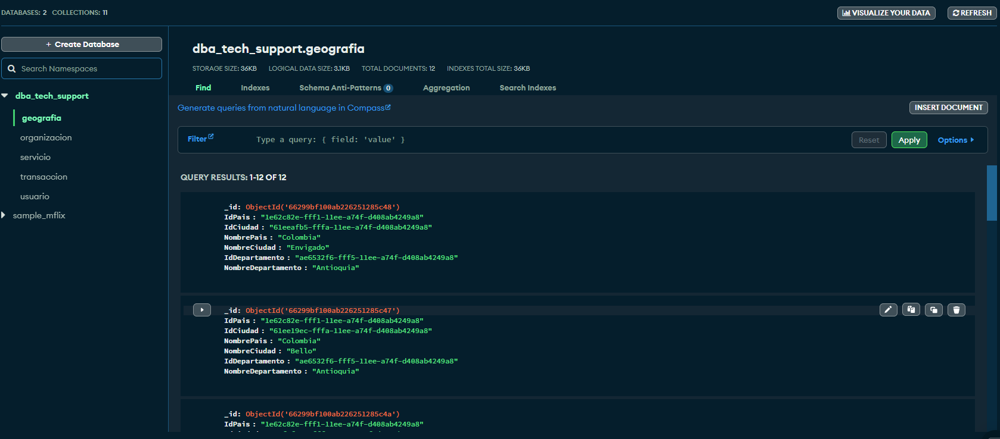 DATABASES: 2 COLLECTIONS: 11
VISUALIZE YOUR DATA
REFRESH
+ Create Database
Search Namespaces
dba_tech_support
geografia
organizacion
servicio
transaccion
usuario
sample_mflix
dba_tech_support.geografia
STORAGE SIZE: 36KB LOGICAL DATA SIZE: 3.1KB TOTAL DOCUMENTS: 12 INDEXES TOTAL SIZE: 36KB
Find Indexes Schema Anti-Patterns 0 Aggregation Search Indexes
Generate queries from natural language in Compass
INSERT DOCUMENT
Filter Type a query: { field: 'value' } Reset Apply Options
QUERY RESULTS: 1-12 OF 12
_id: ObjectId('66299bf100ab226251285c48')
IdPais : "1e62c82e-fff1-11ee-a74f-d408ab4249a8"
IdCiudad : "61eeafb5-fffa-11ee-a74f-d408ab4249a8"
NombrePais : "Colombia"
NombreCiudad : "Envigado"
IdDepartamento : "ae6532f6-fff5-11ee-a74f-d408ab4249a8"
NombreDepartamento : "Antioquia"
_id: ObjectId('66299bf100ab226251285c47')
IdPais : "1e62c82e-fff1-11ee-a74f-d408ab4249a8"
IdCiudad : "61ee19ec-fffa-11ee-a74f-d408ab4249a8"
NombrePais : "Colombia"
NombreCiudad : "Bello"
IdDepartamento : "ae6532f6-fff5-11ee-a74f-d408ab4249a8"
NombreDepartamento : "Antioquia"
_id: ObjectId('66299bf100ab226251285c4a')
IdPais : "1e62c82e-fff1-11ee-a74f-d408ab4249a8"